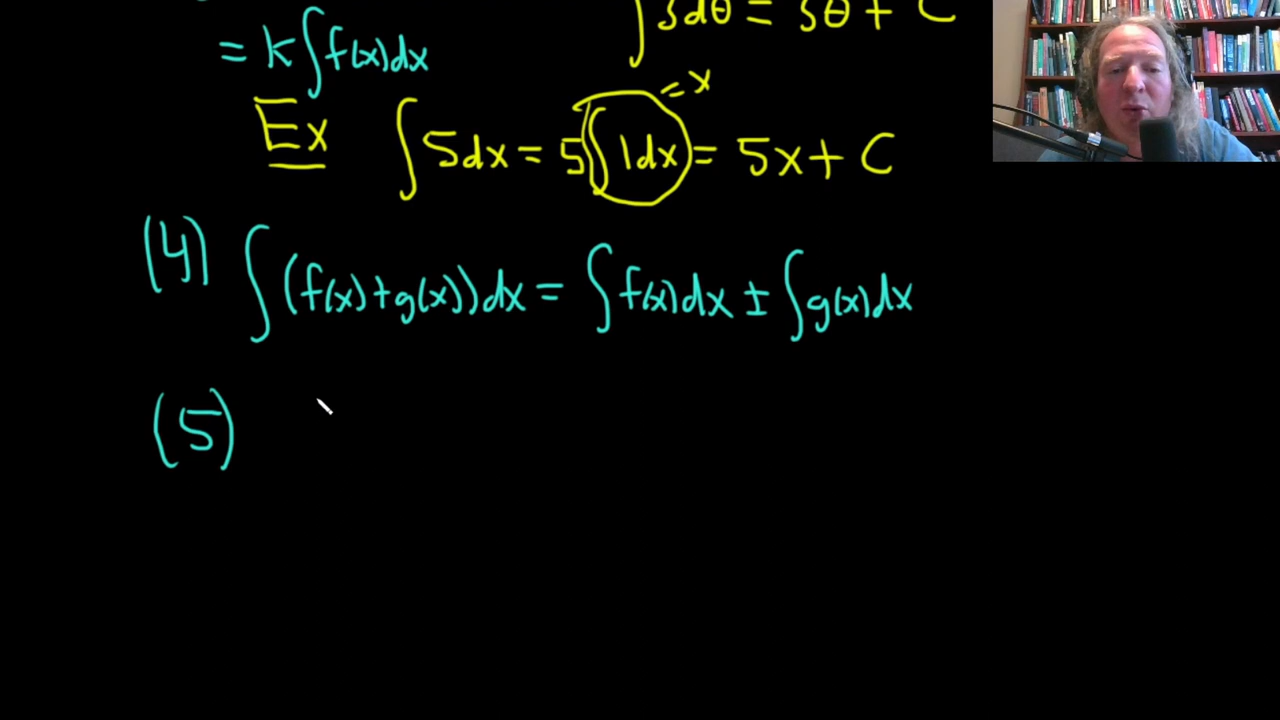 ∫3dθ = 3θ + C
= k∫f(x)dx
= x
Ex ∫5dx = 5∫1dx = 5x + C
(4) ∫(f(x)+g(x))dx = ∫f(x)dx ± ∫g(x)dx
(5)